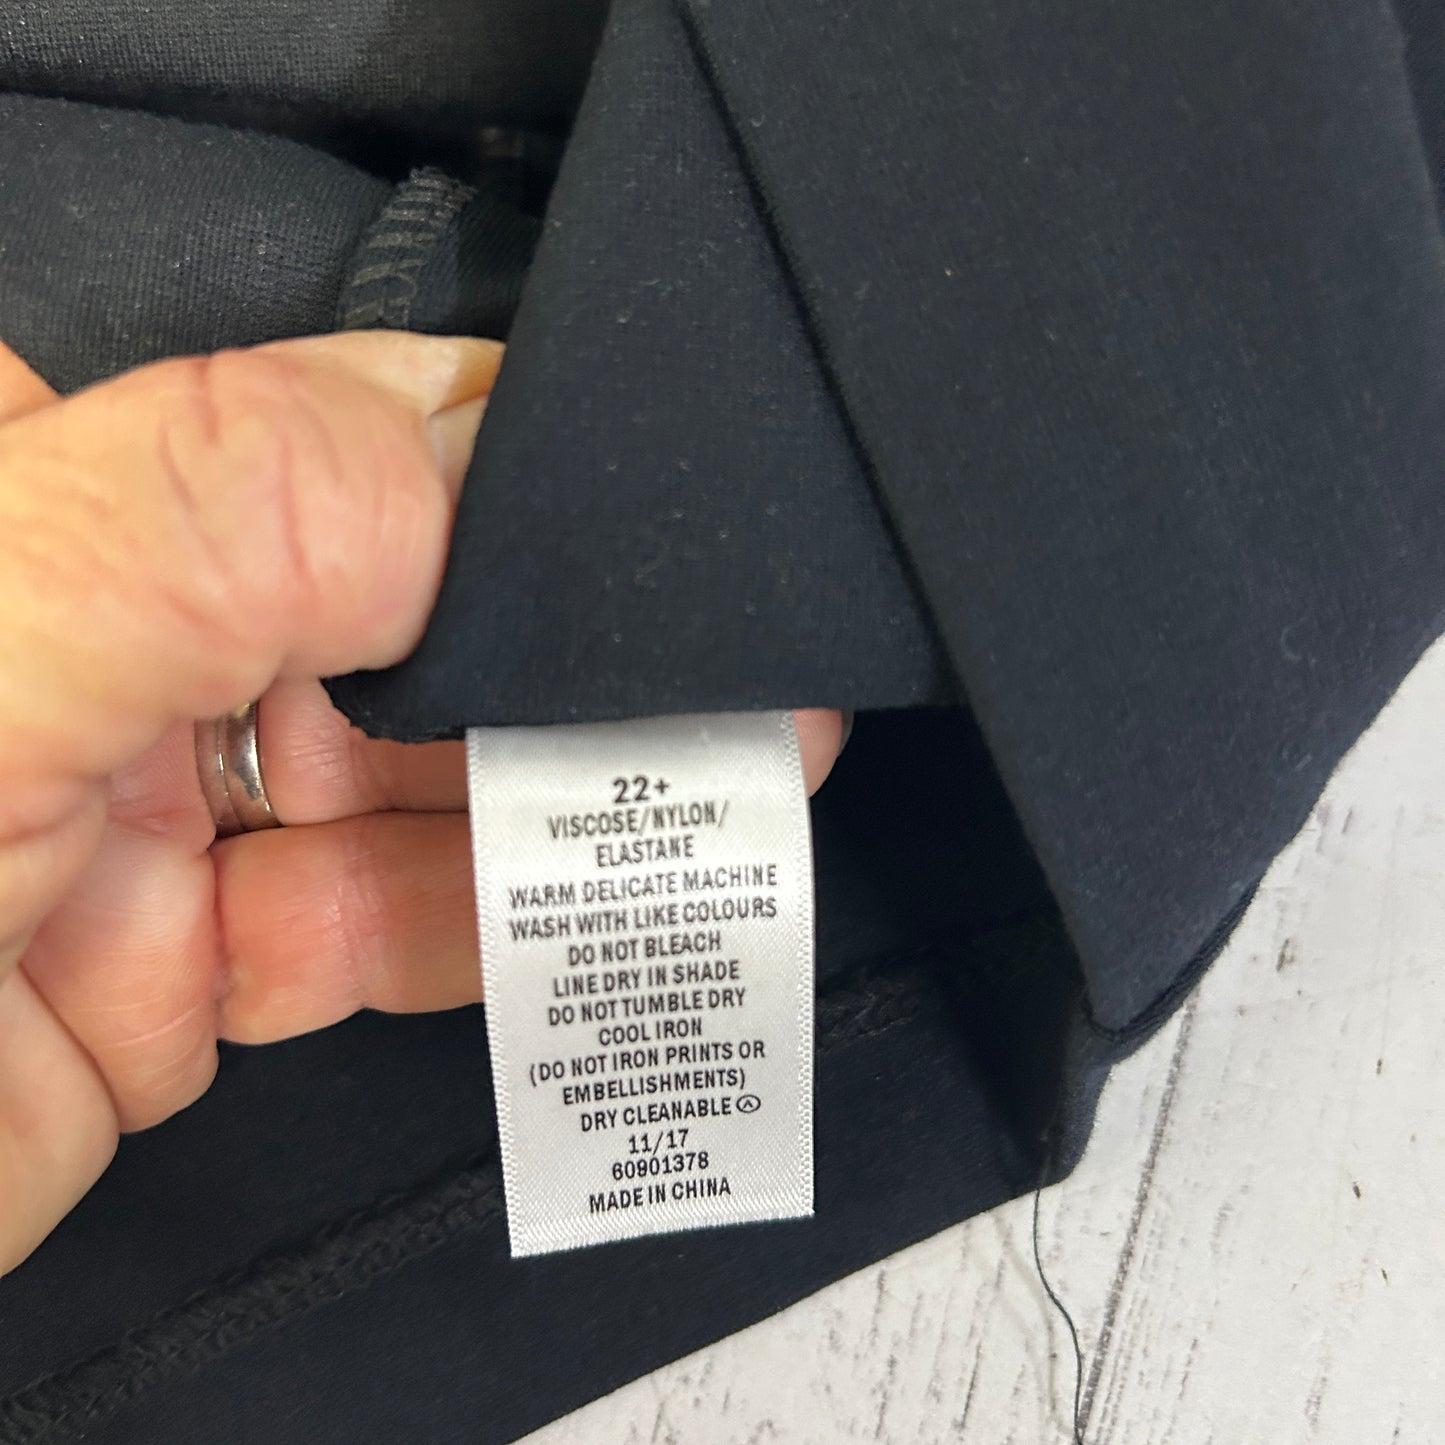 22+
VISCOSE/NYLON/
ELASTANE
WARM DELICATE MACHINE
WASH WITH LIKE COLOURS
DO NOT BLEACH
LINE DRY IN SHADE
DO NOT TUMBLE DRY
COOL IRON
(DO NOT IRON PRINTS OR
EMBELLISHMENTS)
DRY CLEANABLE Ⓐ
11/17
60901378
MADE IN CHINA